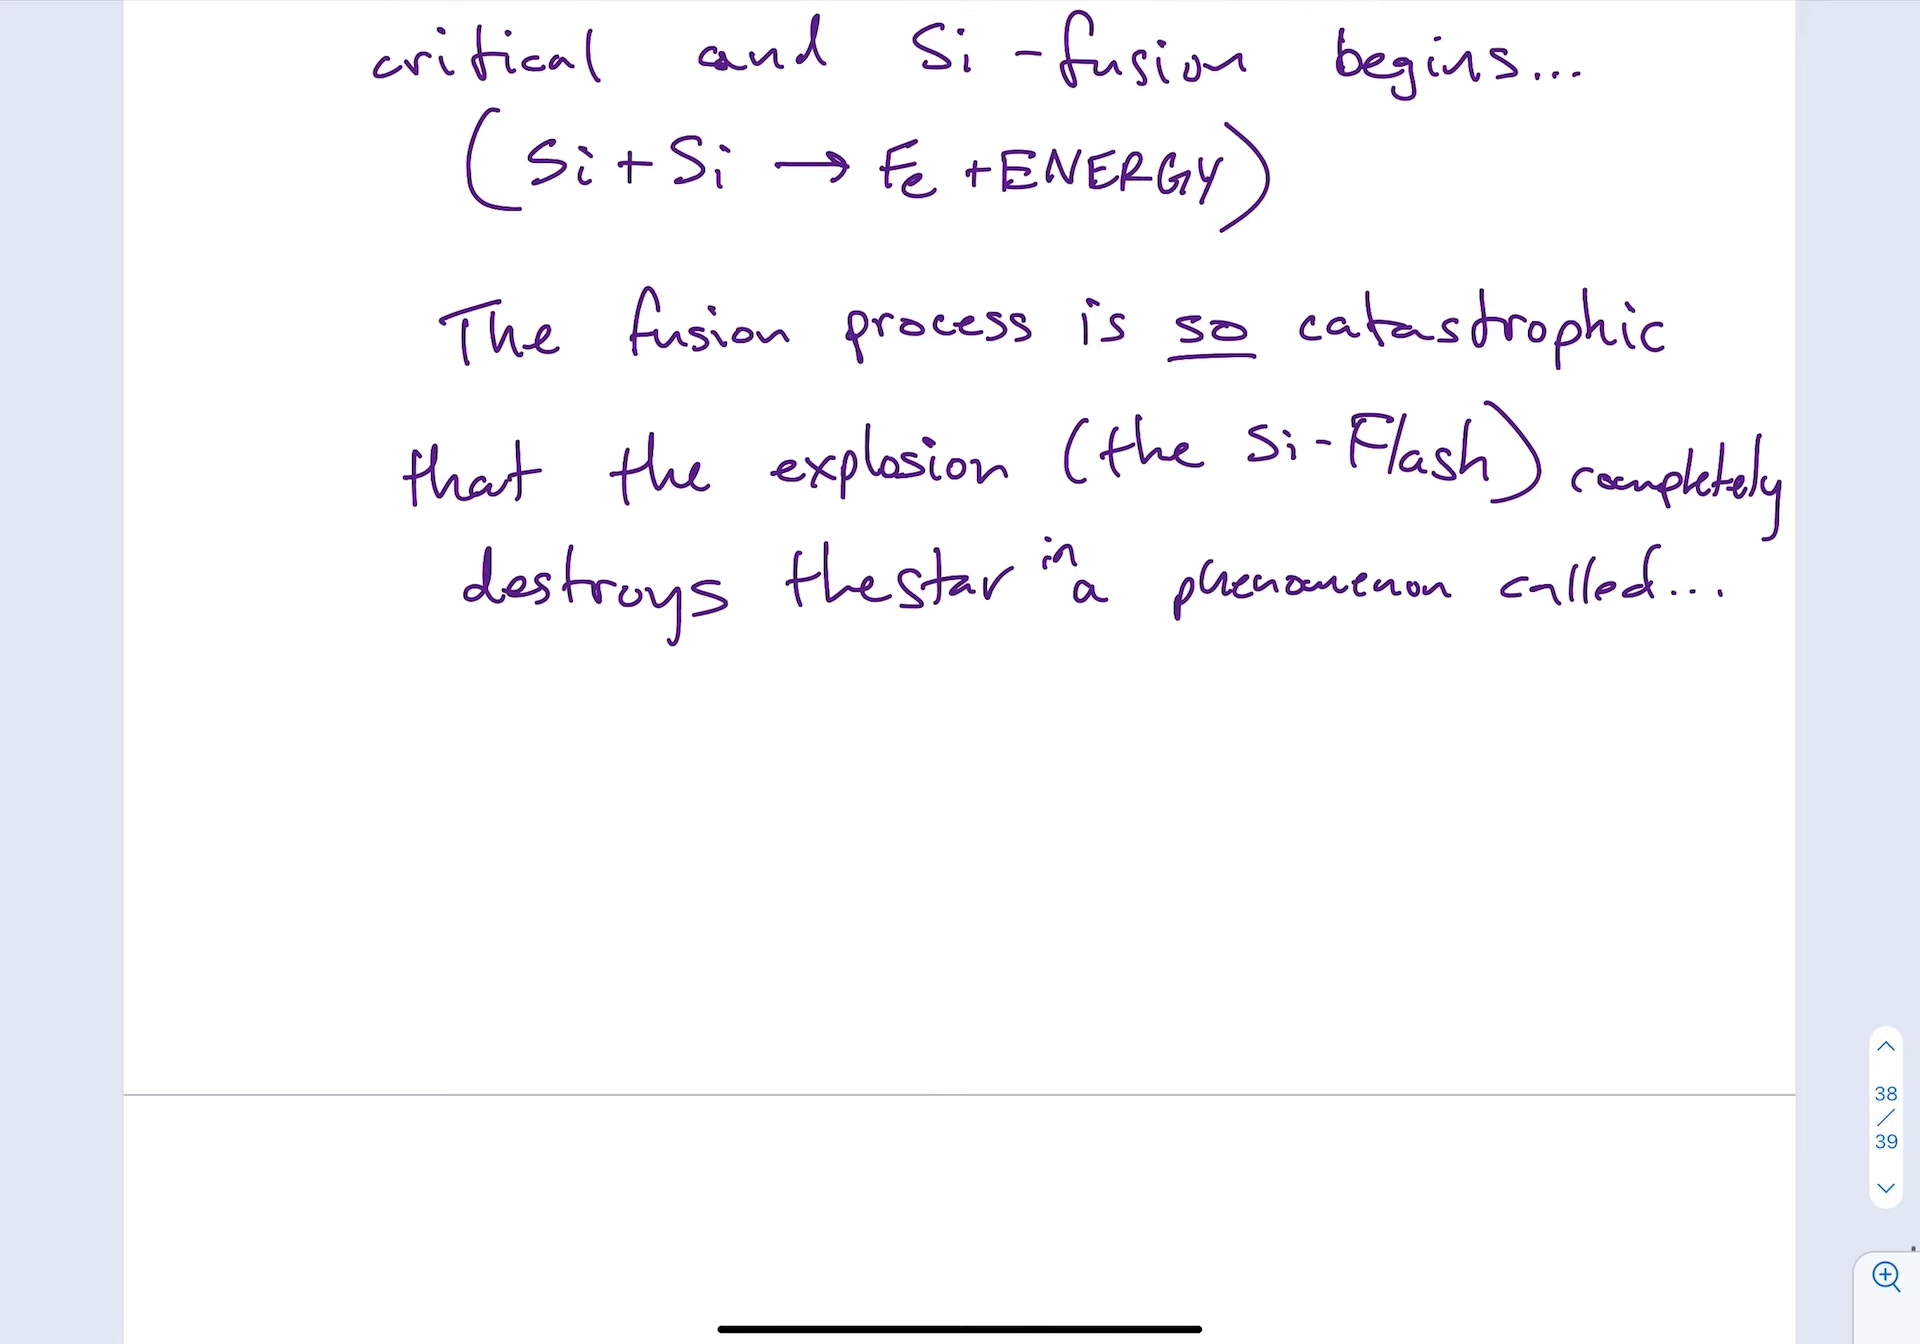 critical and Si-fusion begins...
(Si + Si → Fe + ENERGY)
The fusion process is so catastrophic
that the explosion (the Si-Flash) completely
destroys the star in a phenomenon called...
38
/
39